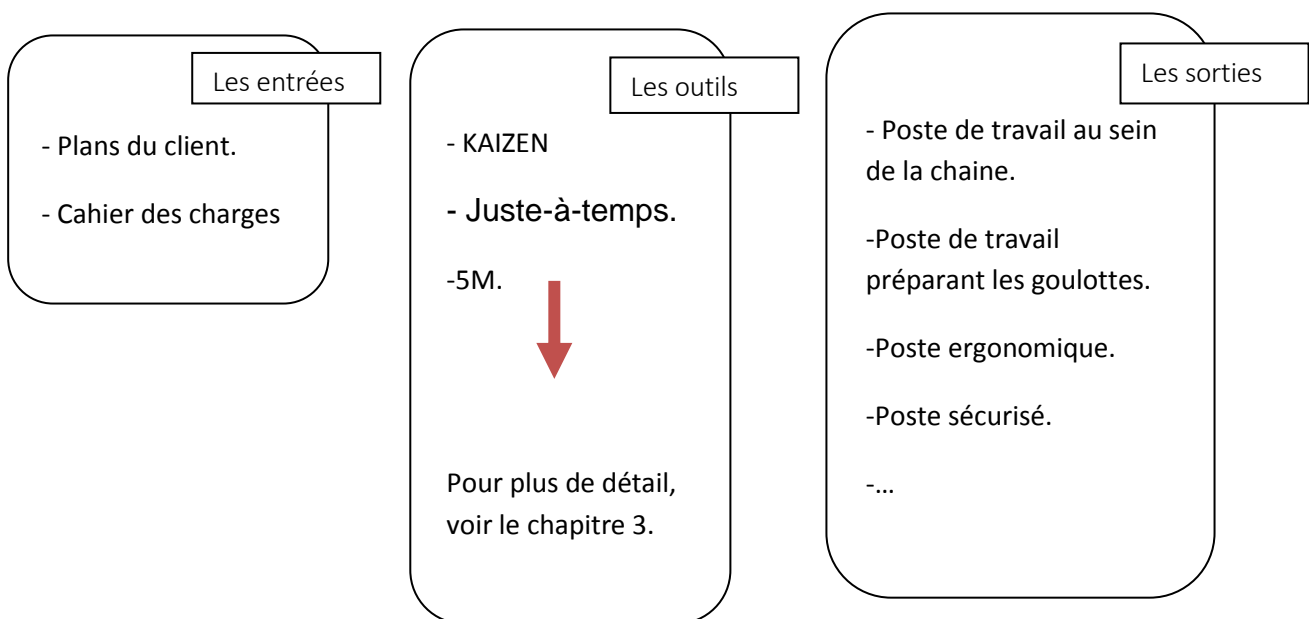 Les entrées
- Plans du client.
- Cahier des charges
Les outils
- KAIZEN
- Juste-à-temps.
-5M.
Pour plus de détail,
voir le chapitre 3.
Les sorties
- Poste de travail au sein
de la chaine.
-Poste de travail
préparant les goulottes.
-Poste ergonomique.
-Poste sécurisé.
-...